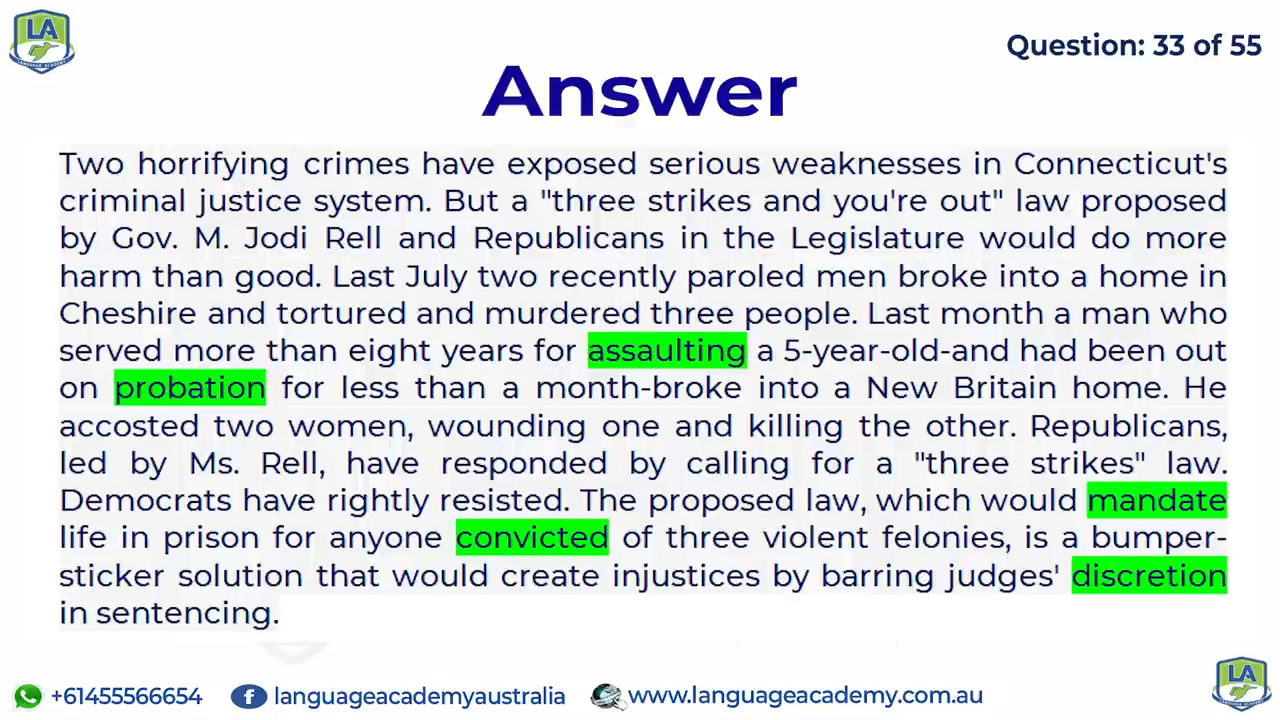 LA
LANGUAGE ACADEMY
Question: 33 of 55
Answer
Two horrifying crimes have exposed serious weaknesses in Connecticut's
criminal justice system. But a "three strikes and you're out" law proposed
by Gov. M. Jodi Rell and Republicans in the Legislature would do more
harm than good. Last July two recently paroled men broke into a home in
Cheshire and tortured and murdered three people. Last month a man who
served more than eight years for assaulting a 5-year-old-and had been out
on probation for less than a month-broke into a New Britain home. He
accosted two women, wounding one and killing the other. Republicans,
led by Ms. Rell, have responded by calling for a "three strikes" law.
Democrats have rightly resisted. The proposed law, which would mandate
life in prison for anyone convicted of three violent felonies, is a bumper-
sticker solution that would create injustices by barring judges' discretion
in sentencing.
+61455566654
languageacademyaustralia
www.languageacademy.com.au
LA
LANGUAGE ACADEMY